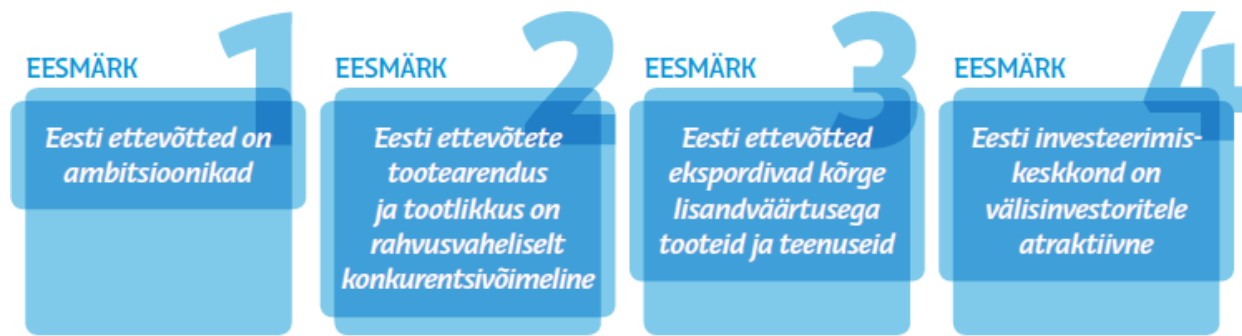 EESMÄRK 1
Eesti ettevõtted on
ambitsioonikad
EESMÄRK 2
Eesti ettevõtete
tootearendus
ja tootlikkus on
rahvusvaheliselt
konkurentsivõimeline
EESMÄRK 3
Eesti ettevõtted
ekspordivad kõrge
lisandväärtusega
tooteid ja teenuseid
EESMÄRK 4
Eesti investeerimis-
keskkond on
välisinvestoritele
atraktiivne